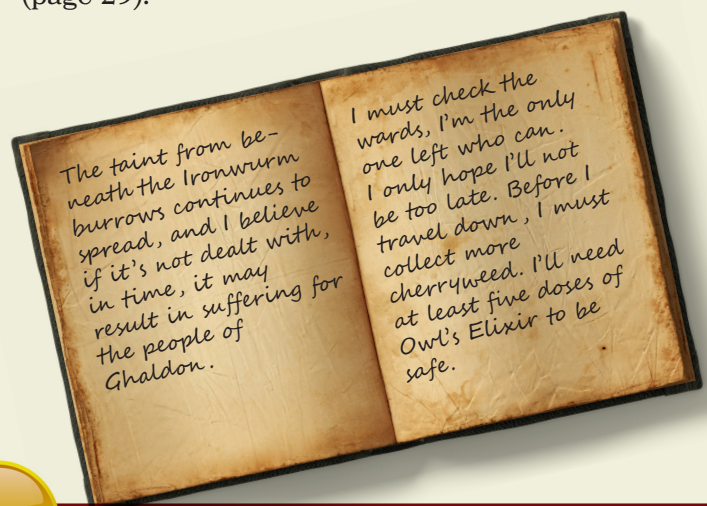 (page 29).
The taint from be-
neath the Ironwurm
burrows continues to
spread, and I believe
if it's not dealt with,
in time, it may
result in suffering for
the people of
Ghaldon.
I must check the
wards, I'm the only
one left who can.
I only hope I'll not
be too late. Before I
travel down, I must
collect more
cherryweed. I'll need
at least five doses of
Owl's Elixir to be
safe.